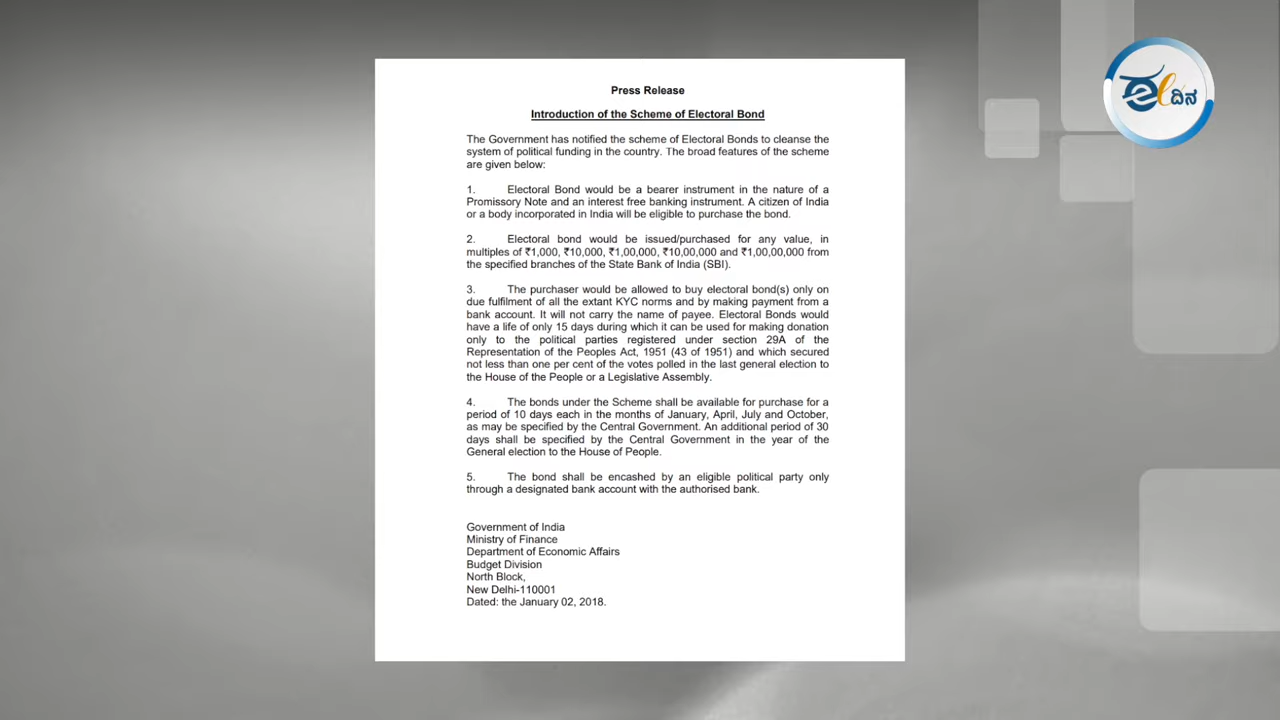 ಈ ದಿನ
Press Release
Introduction of the Scheme of Electoral Bond
The Government has notified the scheme of Electoral Bonds to cleanse the
system of political funding in the country. The broad features of the scheme
are given below:
1. Electoral Bond would be a bearer instrument in the nature of a
Promissory Note and an interest free banking instrument. A citizen of India
or a body incorporated in India will be eligible to purchase the bond.
2. Electoral bond would be issued/purchased for any value, in
multiples of ₹1,000, ₹10,000, ₹1,00,000, ₹10,00,000 and ₹1,00,00,000 from
the specified branches of the State Bank of India (SBI).
3. The purchaser would be allowed to buy electoral bond(s) only on
due fulfilment of all the extant KYC norms and by making payment from a
bank account. It will not carry the name of payee. Electoral Bonds would
have a life of only 15 days during which it can be used for making donation
only to the political parties registered under section 29A of the
Representation of the Peoples Act, 1951 (43 of 1951) and which secured
not less than one per cent of the votes polled in the last general election to
the House of the People or a Legislative Assembly.
4. The bonds under the Scheme shall be available for purchase for a
period of 10 days each in the months of January, April, July and October,
as may be specified by the Central Government. An additional period of 30
days shall be specified by the Central Government in the year of the
General election to the House of People.
5. The bond shall be encashed by an eligible political party only
through a designated bank account with the authorised bank.
Government of India
Ministry of Finance
Department of Economic Affairs
Budget Division
North Block,
New Delhi-110001
Dated: the January 02, 2018.